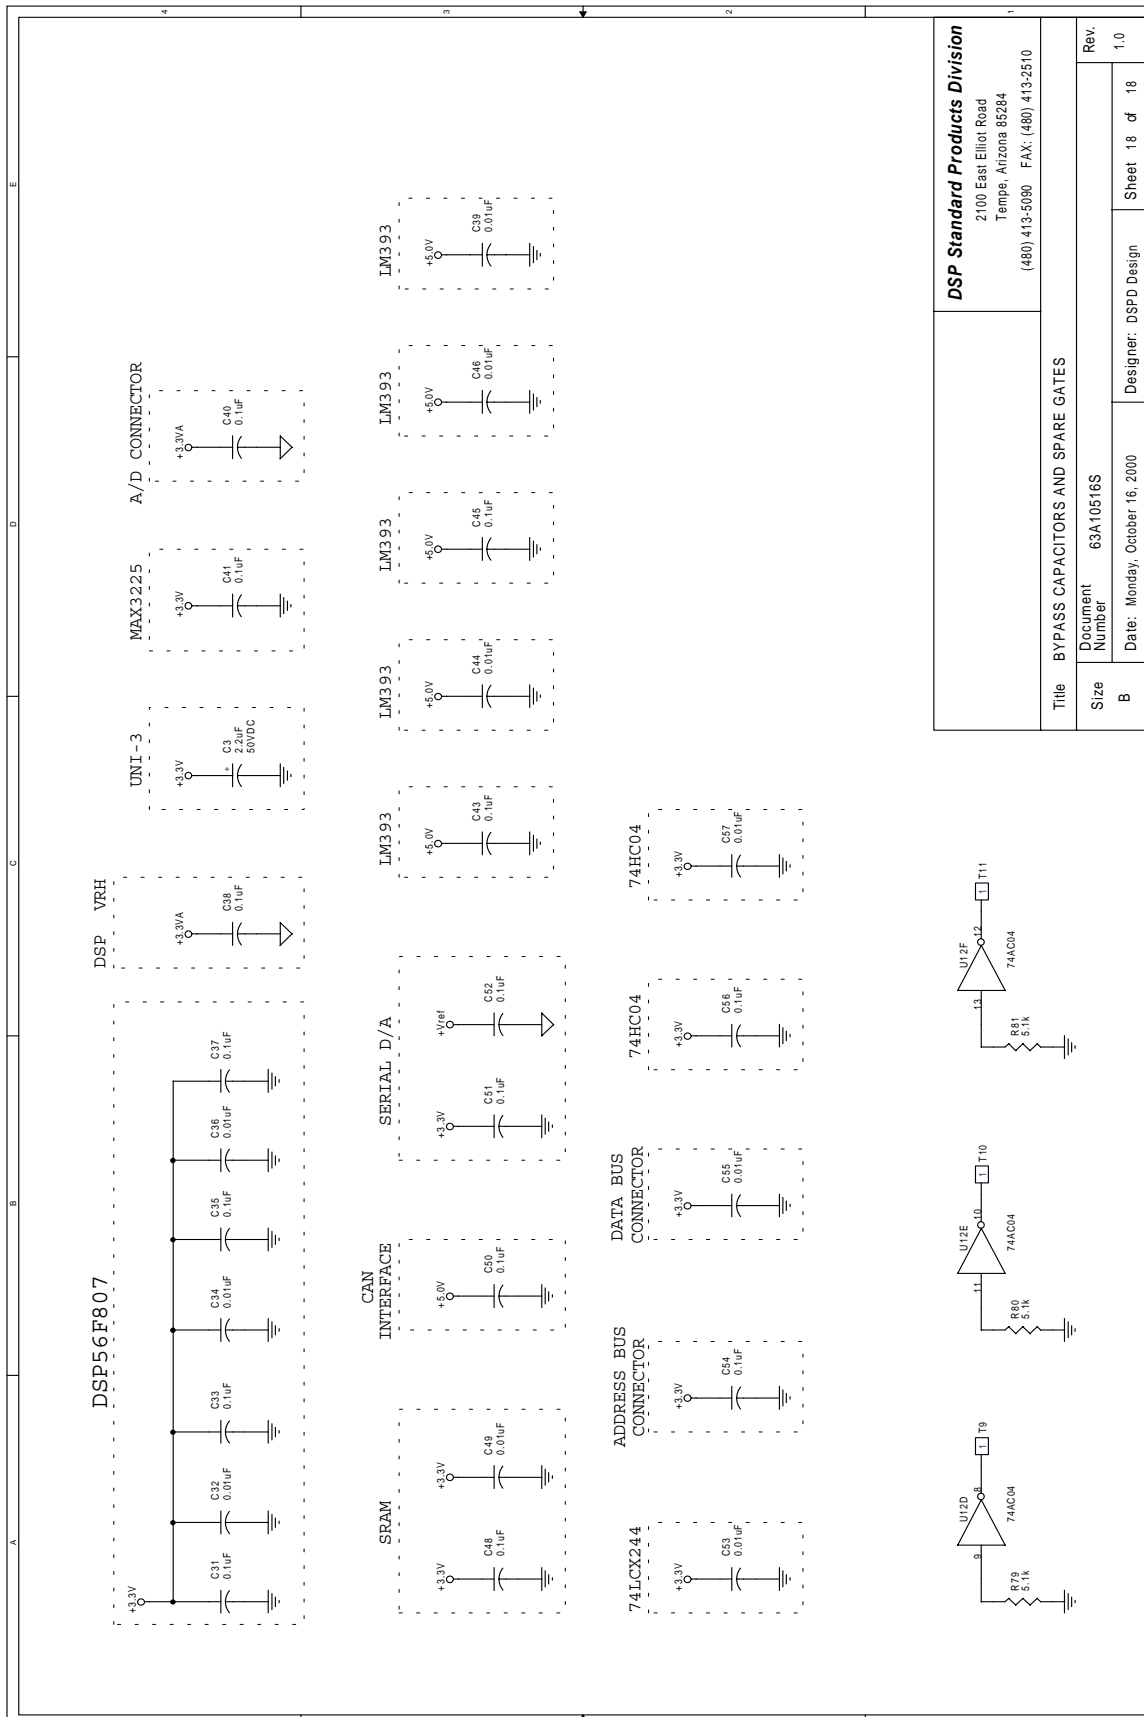 A
B
C
D
E
4
3
2
1
DSP56F807
+3.3V
C31
0.1uF
C32
0.01uF
C33
0.1uF
C34
0.01uF
C35
0.1uF
C36
0.01uF
C37
0.1uF
DSP VRH
+3.3VA
C38
0.1uF
UNI-3
+3.3V
+
C3
2.2uF
50VDC
MAX3225
+3.3V
C41
0.1uF
A/D CONNECTOR
+3.3VA
C40
0.1uF
SRAM
+3.3V
C48
0.1uF
+3.3V
C49
0.01uF
CAN
INTERFACE
+5.0V
C50
0.1uF
SERIAL D/A
+3.3V
C51
0.1uF
+Vref
C52
0.1uF
LM393
+5.0V
C43
0.1uF
LM393
+5.0V
C44
0.01uF
LM393
+5.0V
C45
0.1uF
LM393
+5.0V
C46
0.01uF
LM393
+5.0V
C39
0.01uF
74LCX244
+3.3V
C53
0.01uF
ADDRESS BUS
CONNECTOR
+3.3V
C54
0.1uF
DATA BUS
CONNECTOR
+3.3V
C55
0.01uF
74HC04
+3.3V
C56
0.1uF
74HC04
+3.3V
C57
0.01uF
R79
5.1k
9
U12D
8
74AC04
1
T9
R80
5.1k
11
U12E
10
74AC04
1
T10
R81
5.1k
13
U12F
12
74AC04
1
T11
DSP Standard Products Division
2100 East Elliot Road
Tempe, Arizona 85284
(480) 413-5090 FAX: (480) 413-2510
Title BYPASS CAPACITORS AND SPARE GATES
Size
B
Document
Number
63A10516S
Rev.
1.0
Date: Monday, October 16, 2000
Designer: DSPD Design
Sheet 18 of 18